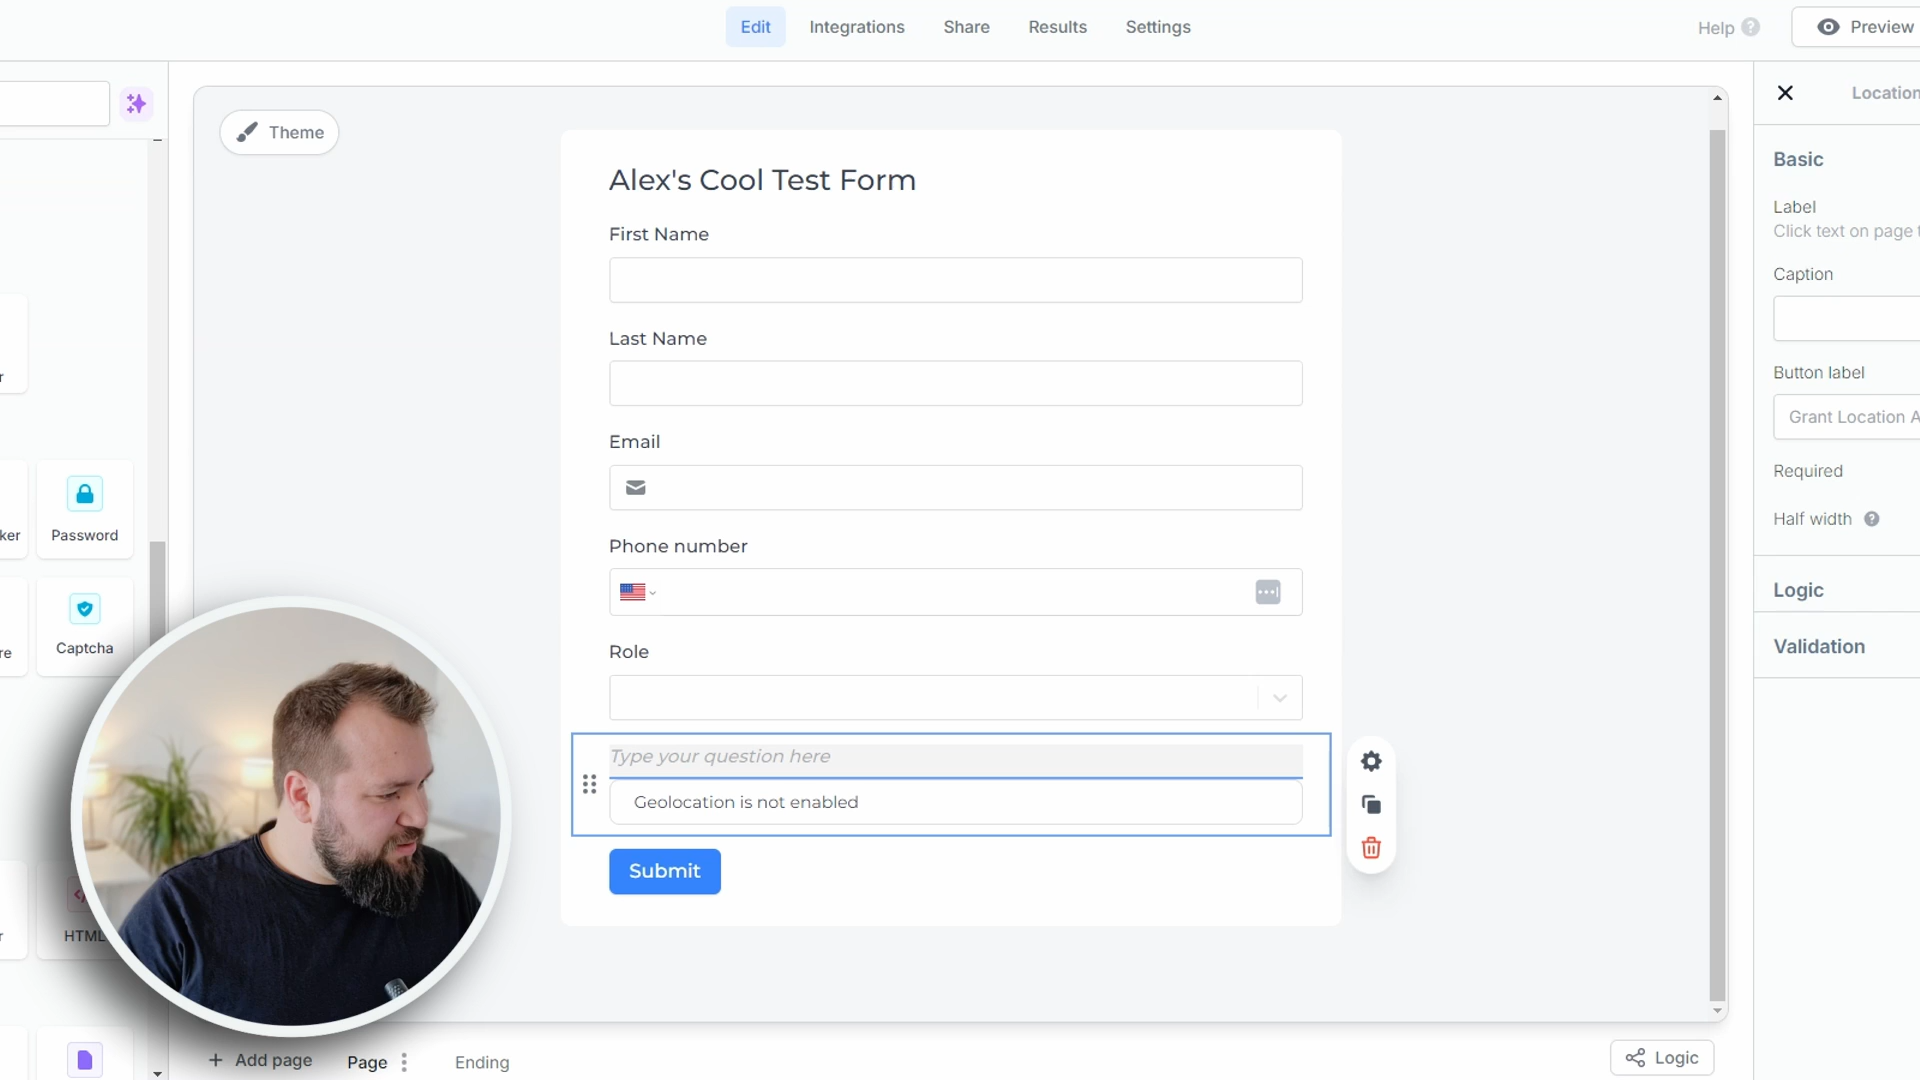 Edit
Integrations
Share
Results
Settings
Help
Preview
Theme
Alex's Cool Test Form
First Name
Last Name
Email
Phone number
Role
Type your question here
Geolocation is not enabled
Submit
Password
Captcha
HTML
Location
Basic
Label
Click text on page
Caption
Button label
Grant Location A
Required
Half width
Logic
Validation
+ Add page
Page
Ending
Logic